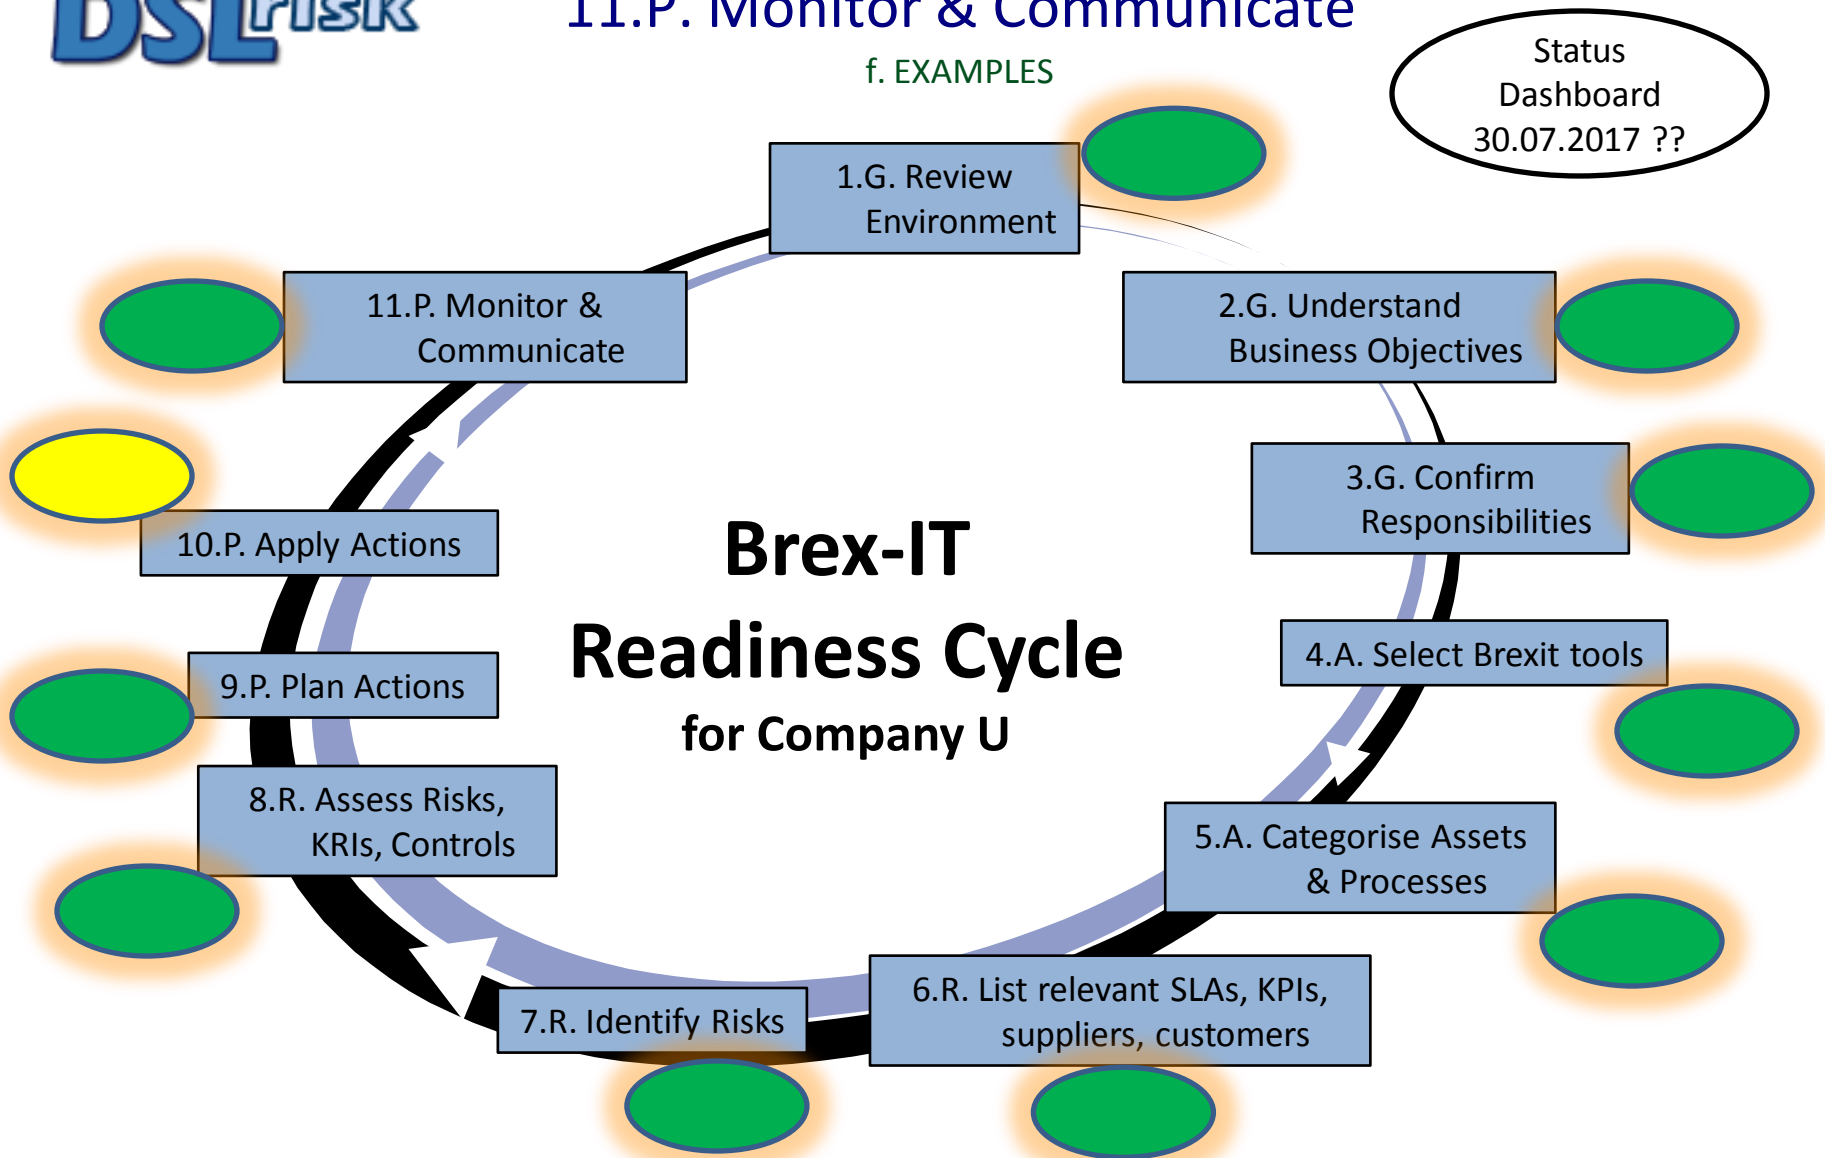 DSLrisk
11.P. Monitor & Communicate
f. EXAMPLES
Status
Dashboard
30.07.2017 ??
1.G. Review
Environment
2.G. Understand
Business Objectives
3.G. Confirm
Responsibilities
4.A. Select Brexit tools
5.A. Categorise Assets
& Processes
6.R. List relevant SLAs, KPIs,
suppliers, customers
7.R. Identify Risks
8.R. Assess Risks,
KRIs, Controls
9.P. Plan Actions
10.P. Apply Actions
11.P. Monitor &
Communicate
Brex-IT
Readiness Cycle
for Company U